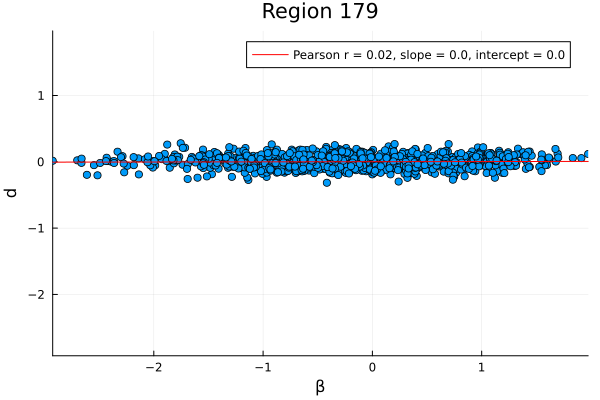 Region 179
Pearson r = 0.02, slope = 0.0, intercept = 0.0
1
0
−1
−2
d
−2 −1 0 1
β